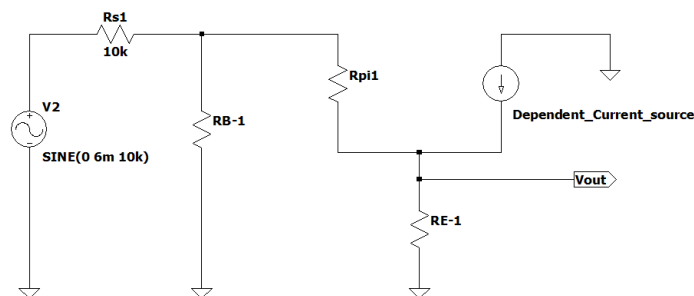 Rs1
10k
Rpi1
V2
RB-1
Dependent_Current_source
SINE(0 6m 10k)
Vout
RE-1